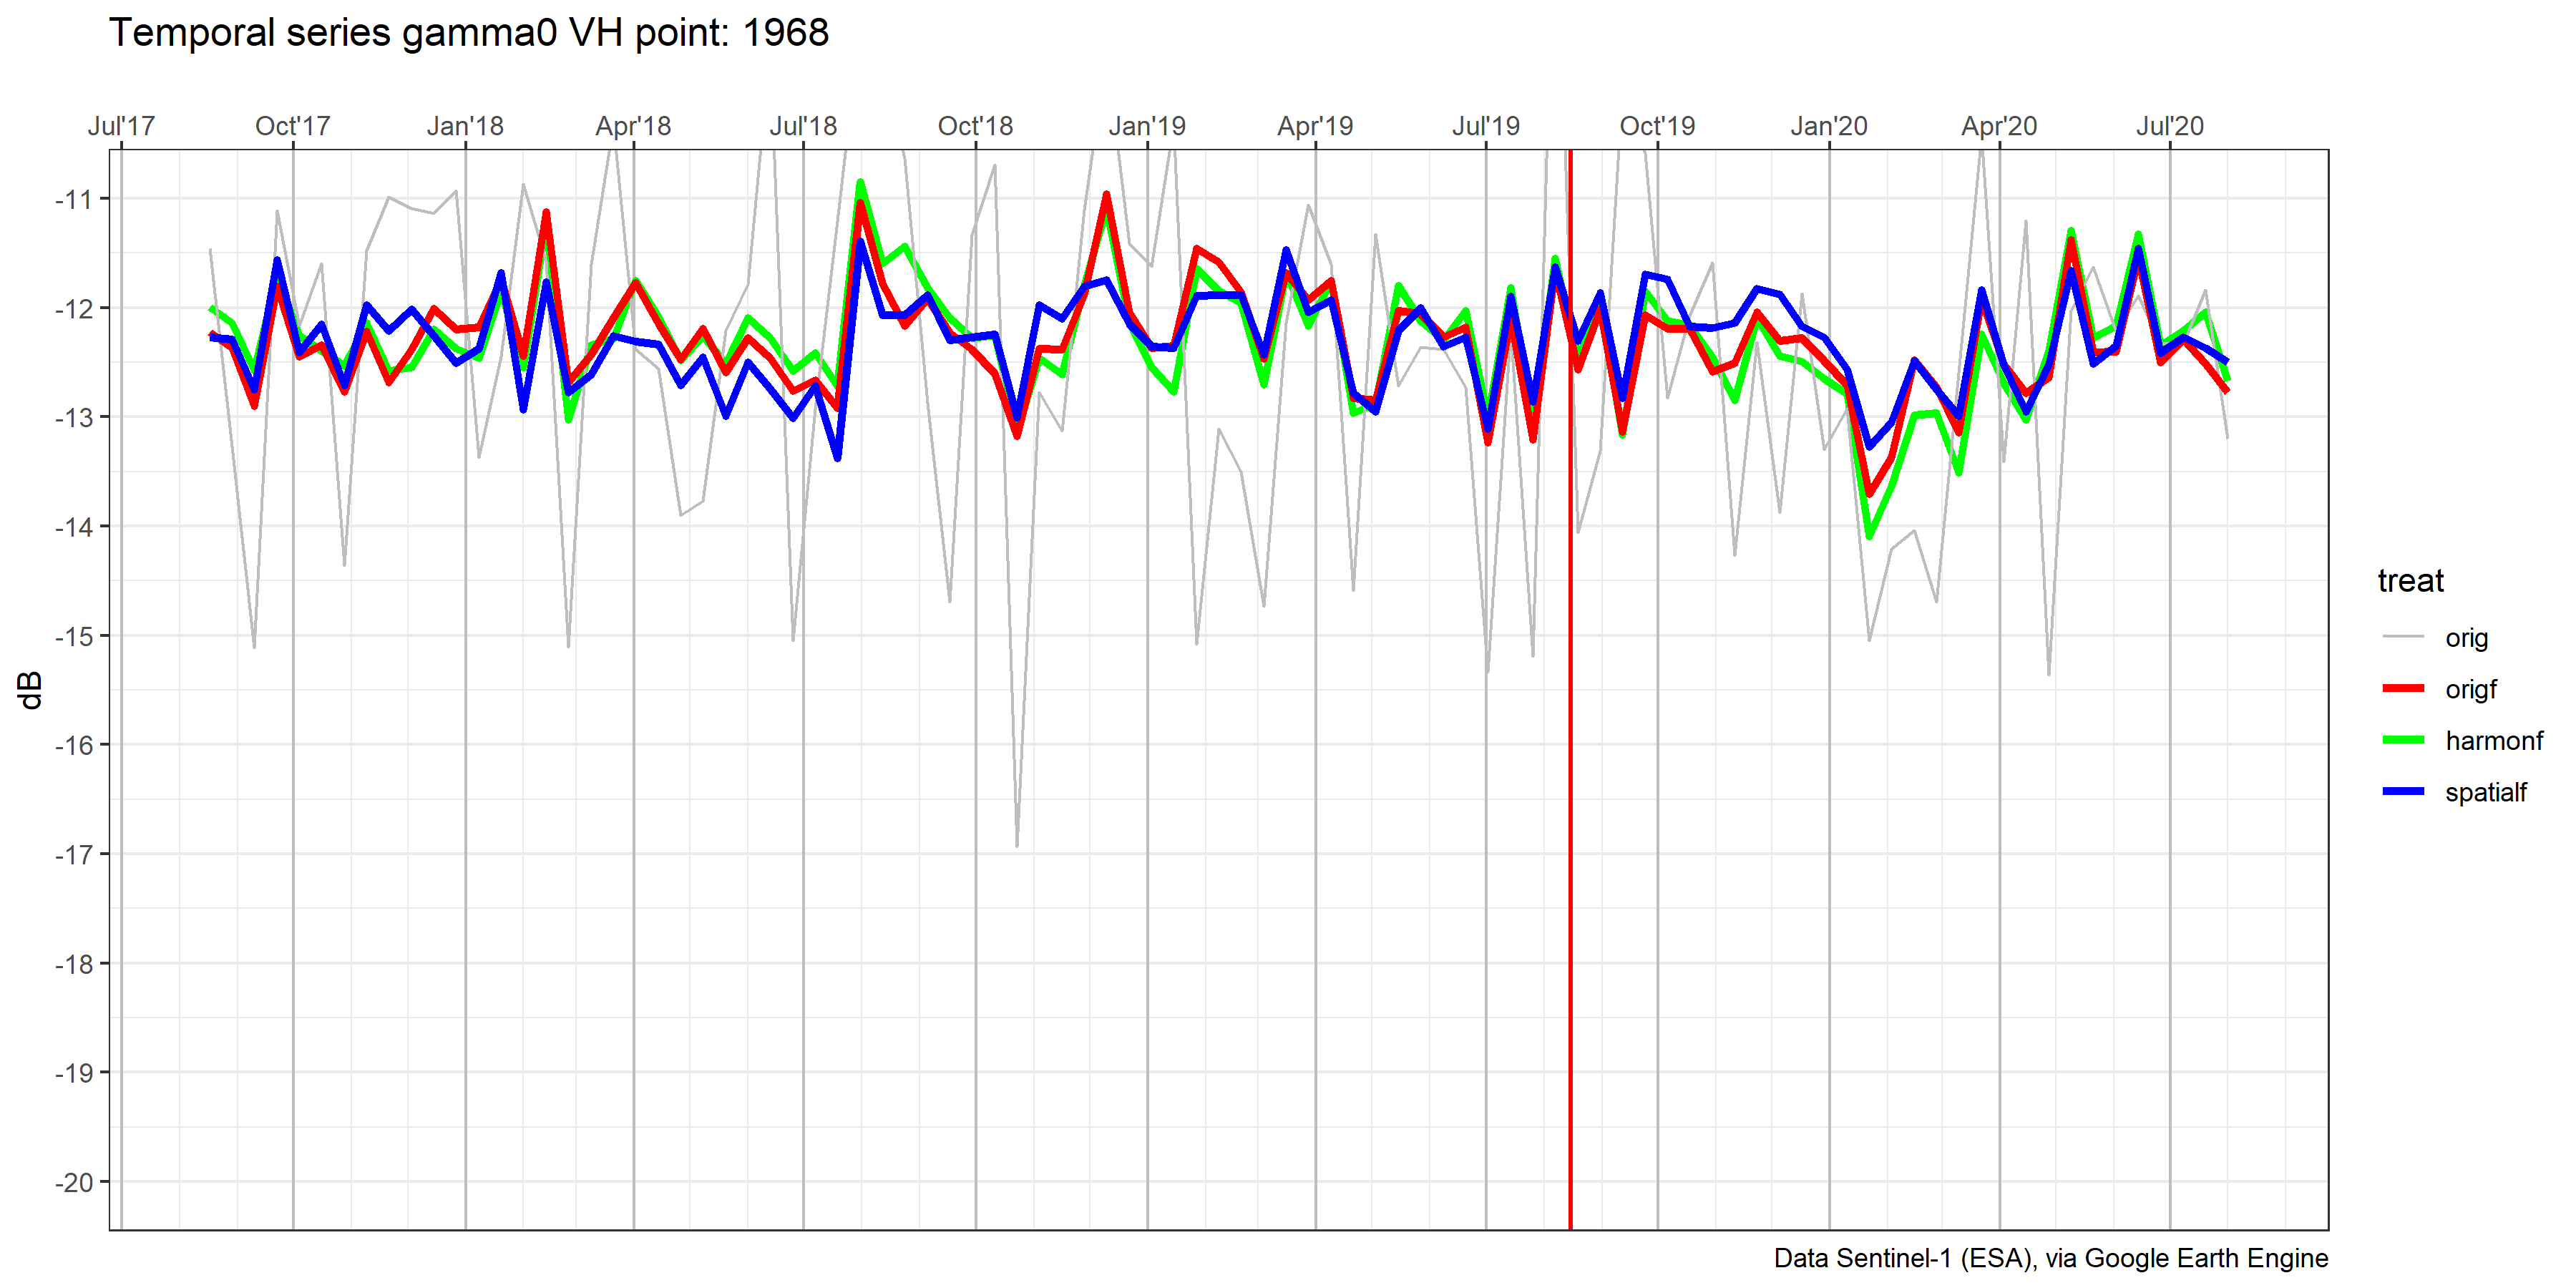 Temporal series gamma0 VH point: 1968
Jul'17 Oct'17 Jan'18 Apr'18 Jul'18 Oct'18 Jan'19 Apr'19 Jul'19 Oct'19 Jan'20 Apr'20 Jul'20
-11
-12
-13
-14
-15
-16
-17
-18
-19
-20
dB
treat
orig
origf
harmonf
spatialf
Data Sentinel-1 (ESA), via Google Earth Engine